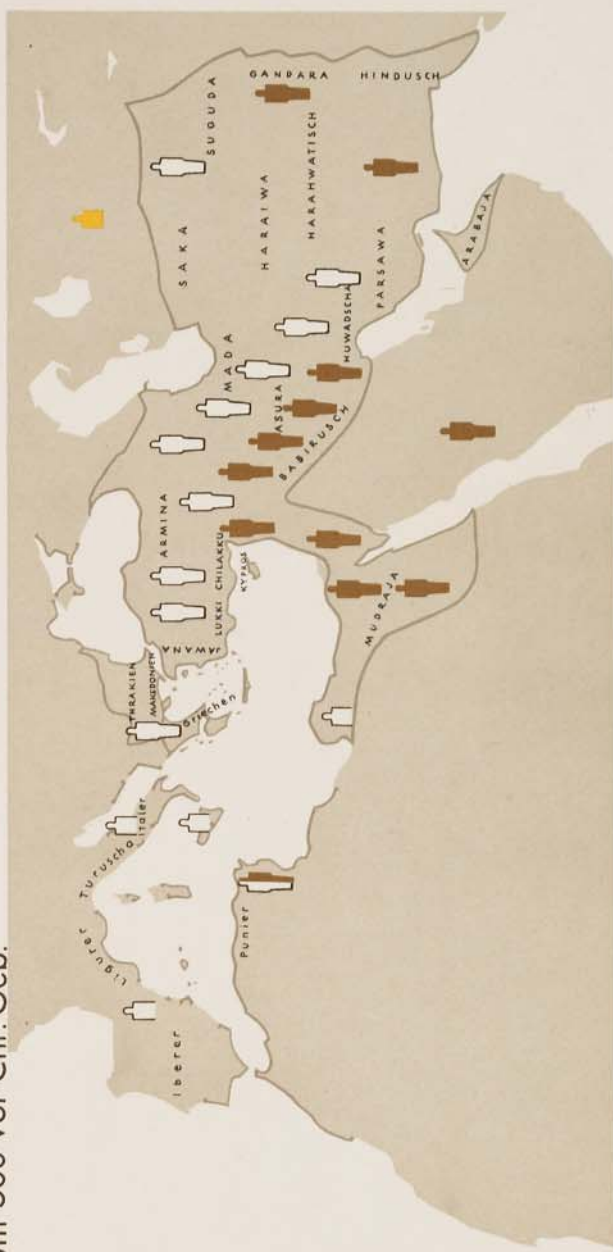 um 500 vor Chr. Geb.
Iberer
Ligurer
Turuscha
Italer
Punier
THRAKIEN
MAKEDONIEN
Griechen
JAWANA
LUKKI
CHILAKKU
KYPROS
ARMINA
MUDRAJA
MADA
ASURA
BABIRUSCH
HUWADSCHA
SAKA
HARAIWA
PARSAWA
ARABAJA
SUGUDA
HARAHWATISCH
GANDARA
HINDUSCH